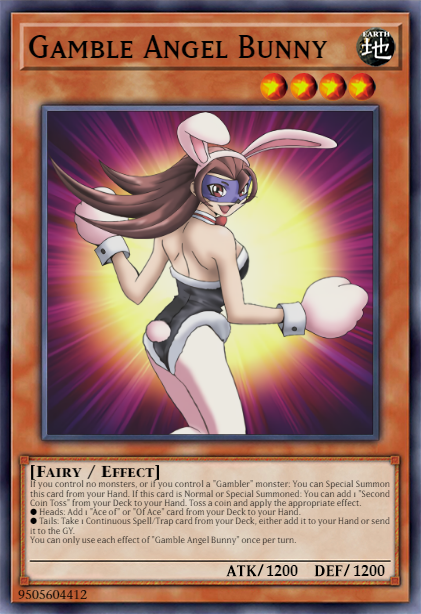 Gamble Angel Bunny
EARTH
地
[Fairy / Effect]
If you control no monsters, or if you control a "Gambler" monster: You can Special Summon
this card from your Hand. If this card is Normal or Special Summoned: You can add 1 "Second
Coin Toss" from your Deck to your Hand. Toss a coin and apply the appropriate effect.
● Heads: Add 1 "Ace of" or "Of Ace" card from your Deck to your Hand.
● Tails: Take 1 Continuous Spell/Trap card from your Deck, either add it to your Hand or send
it to the GY.
You can only use each effect of "Gamble Angel Bunny" once per turn.
ATK/1200 DEF/1200
9505604412